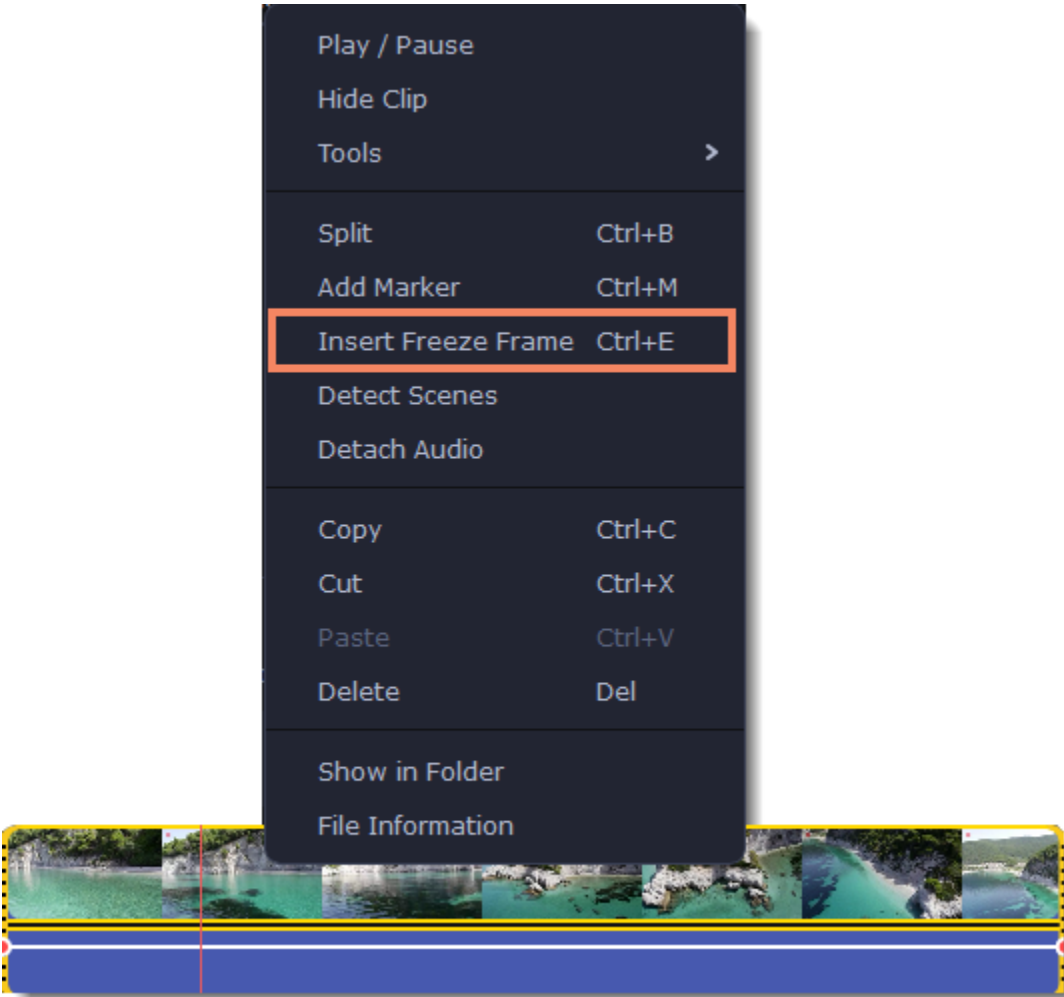 Play / Pause
Hide Clip
Tools
Split Ctrl+B
Add Marker Ctrl+M
Insert Freeze Frame Ctrl+E
Detect Scenes
Detach Audio
Copy Ctrl+C
Cut Ctrl+X
Paste Ctrl+V
Delete Del
Show in Folder
File Information